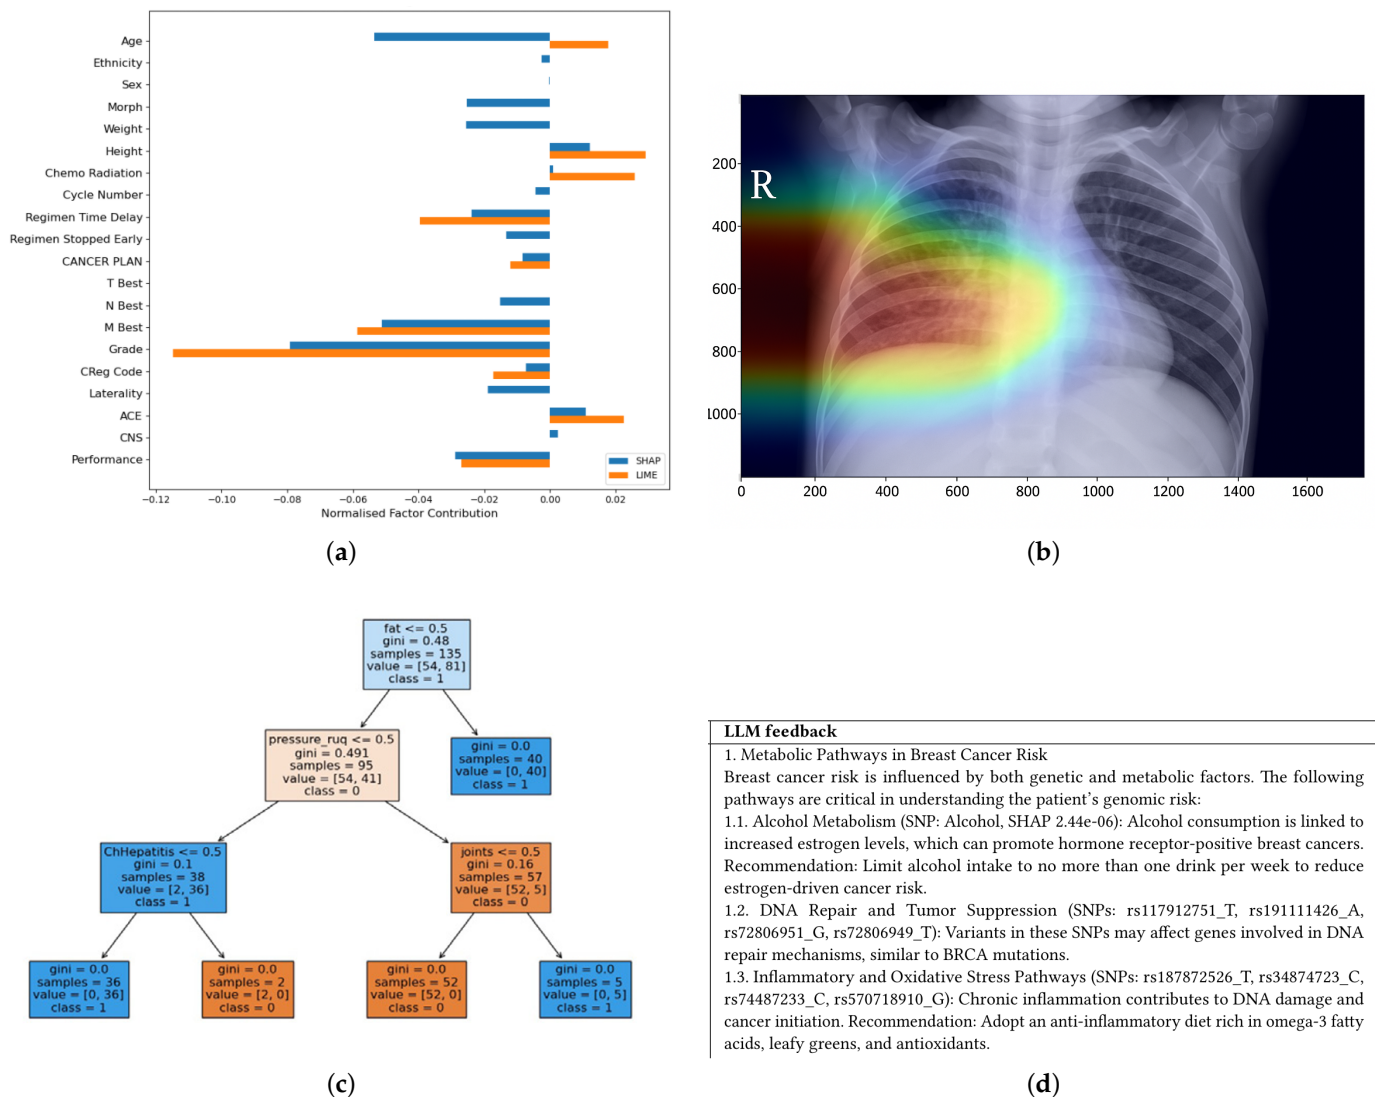 Age
Ethnicity
Sex
Morph
Weight
Height
Chemo Radiation
Cycle Number
Regimen Time Delay
Regimen Stopped Early
CANCER PLAN
T Best
N Best
M Best
Grade
CReg Code
Laterality
ACE
CNS
Performance
SHAP
LIME
−0.12 −0.10 −0.08 −0.06 −0.04 −0.02 0.00 0.02
Normalised Factor Contribution
(a)
R
200
400
600
800
1000
0 200 400 600 800 1000 1200 1400 1600
(b)
fat <= 0.5
gini = 0.48
samples = 135
value = [54, 81]
class = 1
pressure_ruq <= 0.5
gini = 0.491
samples = 95
value = [54, 41]
class = 0
gini = 0.0
samples = 40
value = [0, 40]
class = 1
ChHepatitis <= 0.5
gini = 0.1
samples = 38
value = [2, 36]
class = 1
joints <= 0.5
gini = 0.16
samples = 57
value = [52, 5]
class = 0
gini = 0.0
samples = 36
value = [0, 36]
class = 1
gini = 0.0
samples = 2
value = [2, 0]
class = 0
gini = 0.0
samples = 52
value = [52, 0]
class = 0
gini = 0.0
samples = 5
value = [0, 5]
class = 1
(c)
LLM feedback
1. Metabolic Pathways in Breast Cancer Risk
Breast cancer risk is influenced by both genetic and metabolic factors. The following
pathways are critical in understanding the patient's genomic risk:
1.1. Alcohol Metabolism (SNP: Alcohol, SHAP 2.44e-06): Alcohol consumption is linked to
increased estrogen levels, which can promote hormone receptor-positive breast cancers.
Recommendation: Limit alcohol intake to no more than one drink per week to reduce
estrogen-driven cancer risk.
1.2. DNA Repair and Tumor Suppression (SNPs: rs117912751_T, rs191111426_A,
rs72806951_G, rs72806949_T): Variants in these SNPs may affect genes involved in DNA
repair mechanisms, similar to BRCA mutations.
1.3. Inflammatory and Oxidative Stress Pathways (SNPs: rs187872526_T, rs34874723_C,
rs74487233_C, rs570718910_G): Chronic inflammation contributes to DNA damage and
cancer initiation. Recommendation: Adopt an anti-inflammatory diet rich in omega-3 fatty
acids, leafy greens, and antioxidants.
(d)